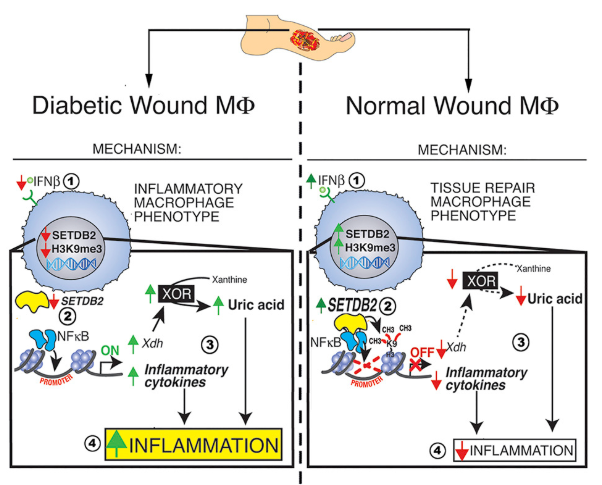 Diabetic Wound MΦ
MECHANISM:
IFNβ 1
INFLAMMATORY
MACROPHAGE
PHENOTYPE
SETDB2
H3K9me3
SETDB2
2
NFκB
PROMOTER
ON
Xanthine
XOR
Uric acid
Xdh
3
Inflammatory
cytokines
4 INFLAMMATION
Normal Wound MΦ
MECHANISM:
IFNβ 1
TISSUE REPAIR
MACROPHAGE
PHENOTYPE
SETDB2
H3K9me3
SETDB2 2
NFκB
CH3 CH3
CH3
K9
H3
PROMOTER
OFF
Xanthine
XOR
Uric acid
Xdh
3
Inflammatory
cytokines
4 INFLAMMATION